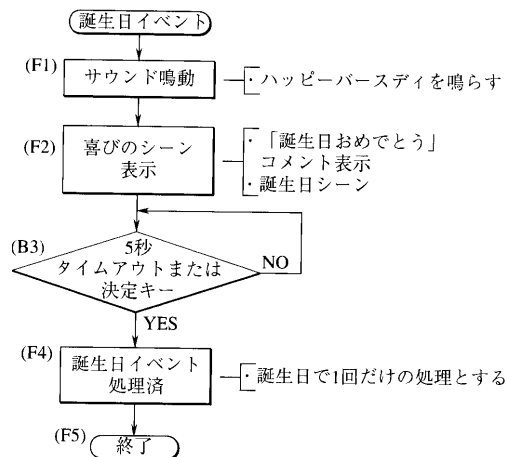 誕生日イベント
(F1)
サウンド鳴動
・ハッピーバースディを鳴らす
(F2)
喜びのシーン
表示
・「誕生日おめでとう」
コメント表示
・誕生日シーン
(B3)
5秒
タイムアウトまたは
決定キー
NO
YES
(F4)
誕生日イベント
処理済
・誕生日で1回だけの処理とする
(F5)
終了